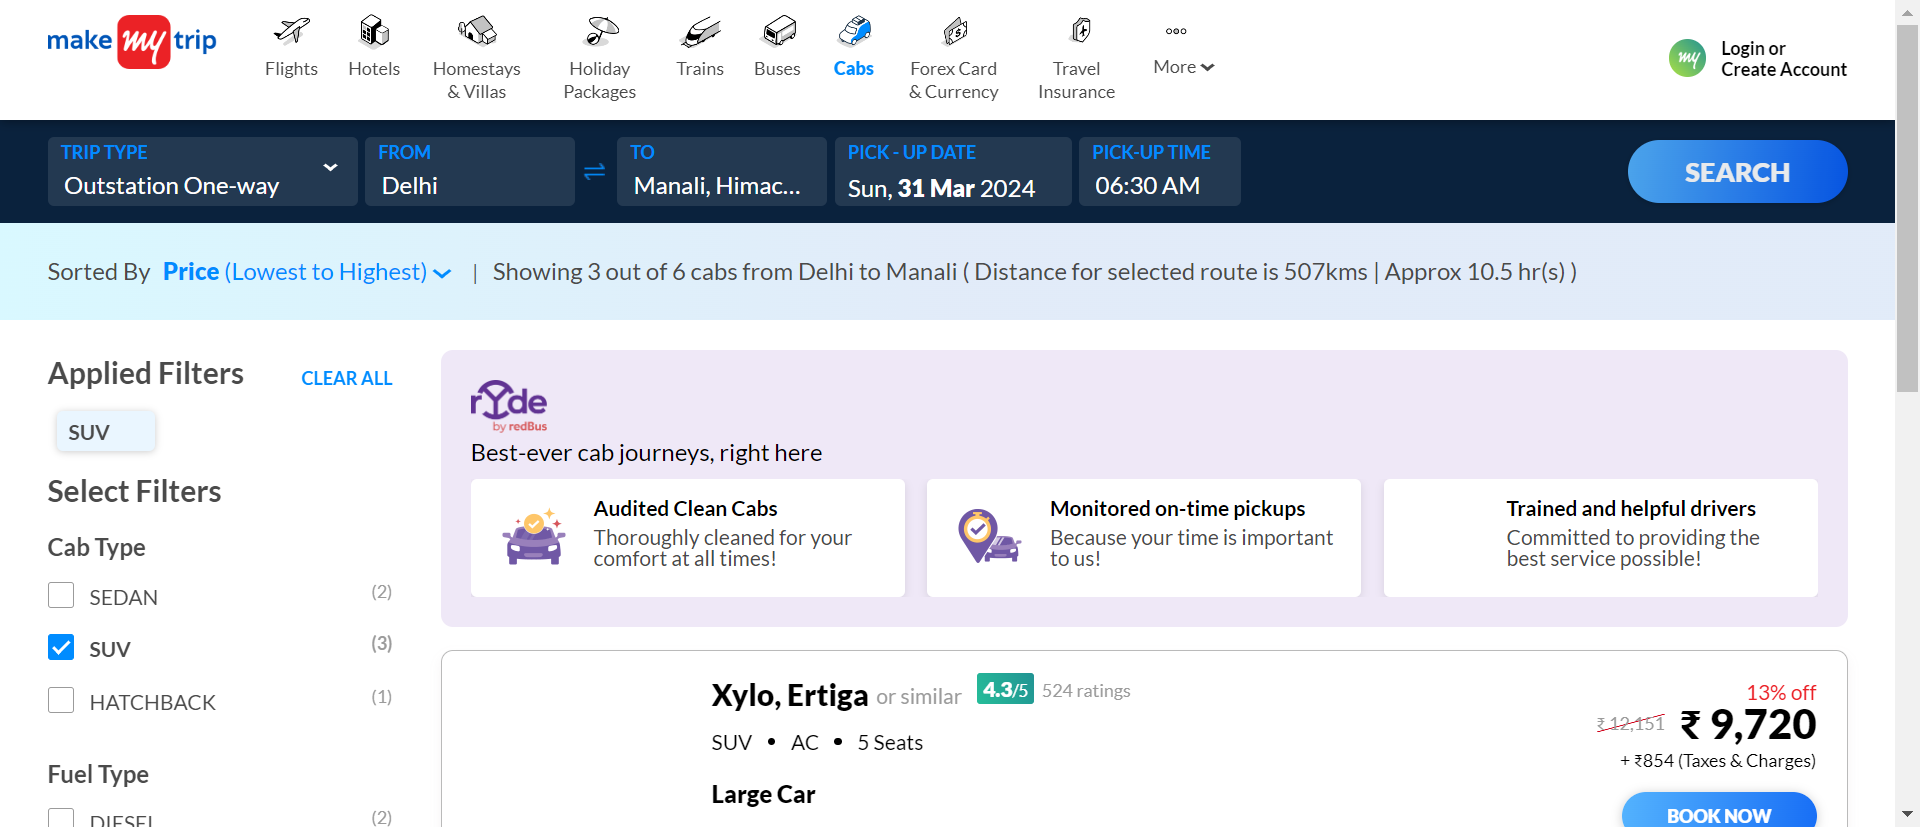 make my trip
Flights
Hotels
Homestays
& Villas
Holiday
Packages
Trains
Buses
Cabs
Forex Card
& Currency
Travel
Insurance
More
my
Login or
Create Account
TRIP TYPE
Outstation One-way
FROM
Delhi
TO
Manali, Himac...
PICK - UP DATE
Sun, 31 Mar 2024
PICK-UP TIME
06:30 AM
SEARCH
Sorted By Price (Lowest to Highest) | Showing 3 out of 6 cabs from Delhi to Manali ( Distance for selected route is 507kms | Approx 10.5 hr(s) )
Applied Filters
CLEAR ALL
SUV
Select Filters
Cab Type
SEDAN (2)
SUV (3)
HATCHBACK (1)
Fuel Type
DIESEL (2)
rYde
by redBus
Best-ever cab journeys, right here
Audited Clean Cabs
Thoroughly cleaned for your
comfort at all times!
Monitored on-time pickups
Because your time is important
to us!
Trained and helpful drivers
Committed to providing the
best service possible!
Xylo, Ertiga or similar 4.3/5 524 ratings
SUV • AC • 5 Seats
Large Car
13% off
₹ 12,151 ₹ 9,720
+ ₹854 (Taxes & Charges)
BOOK NOW